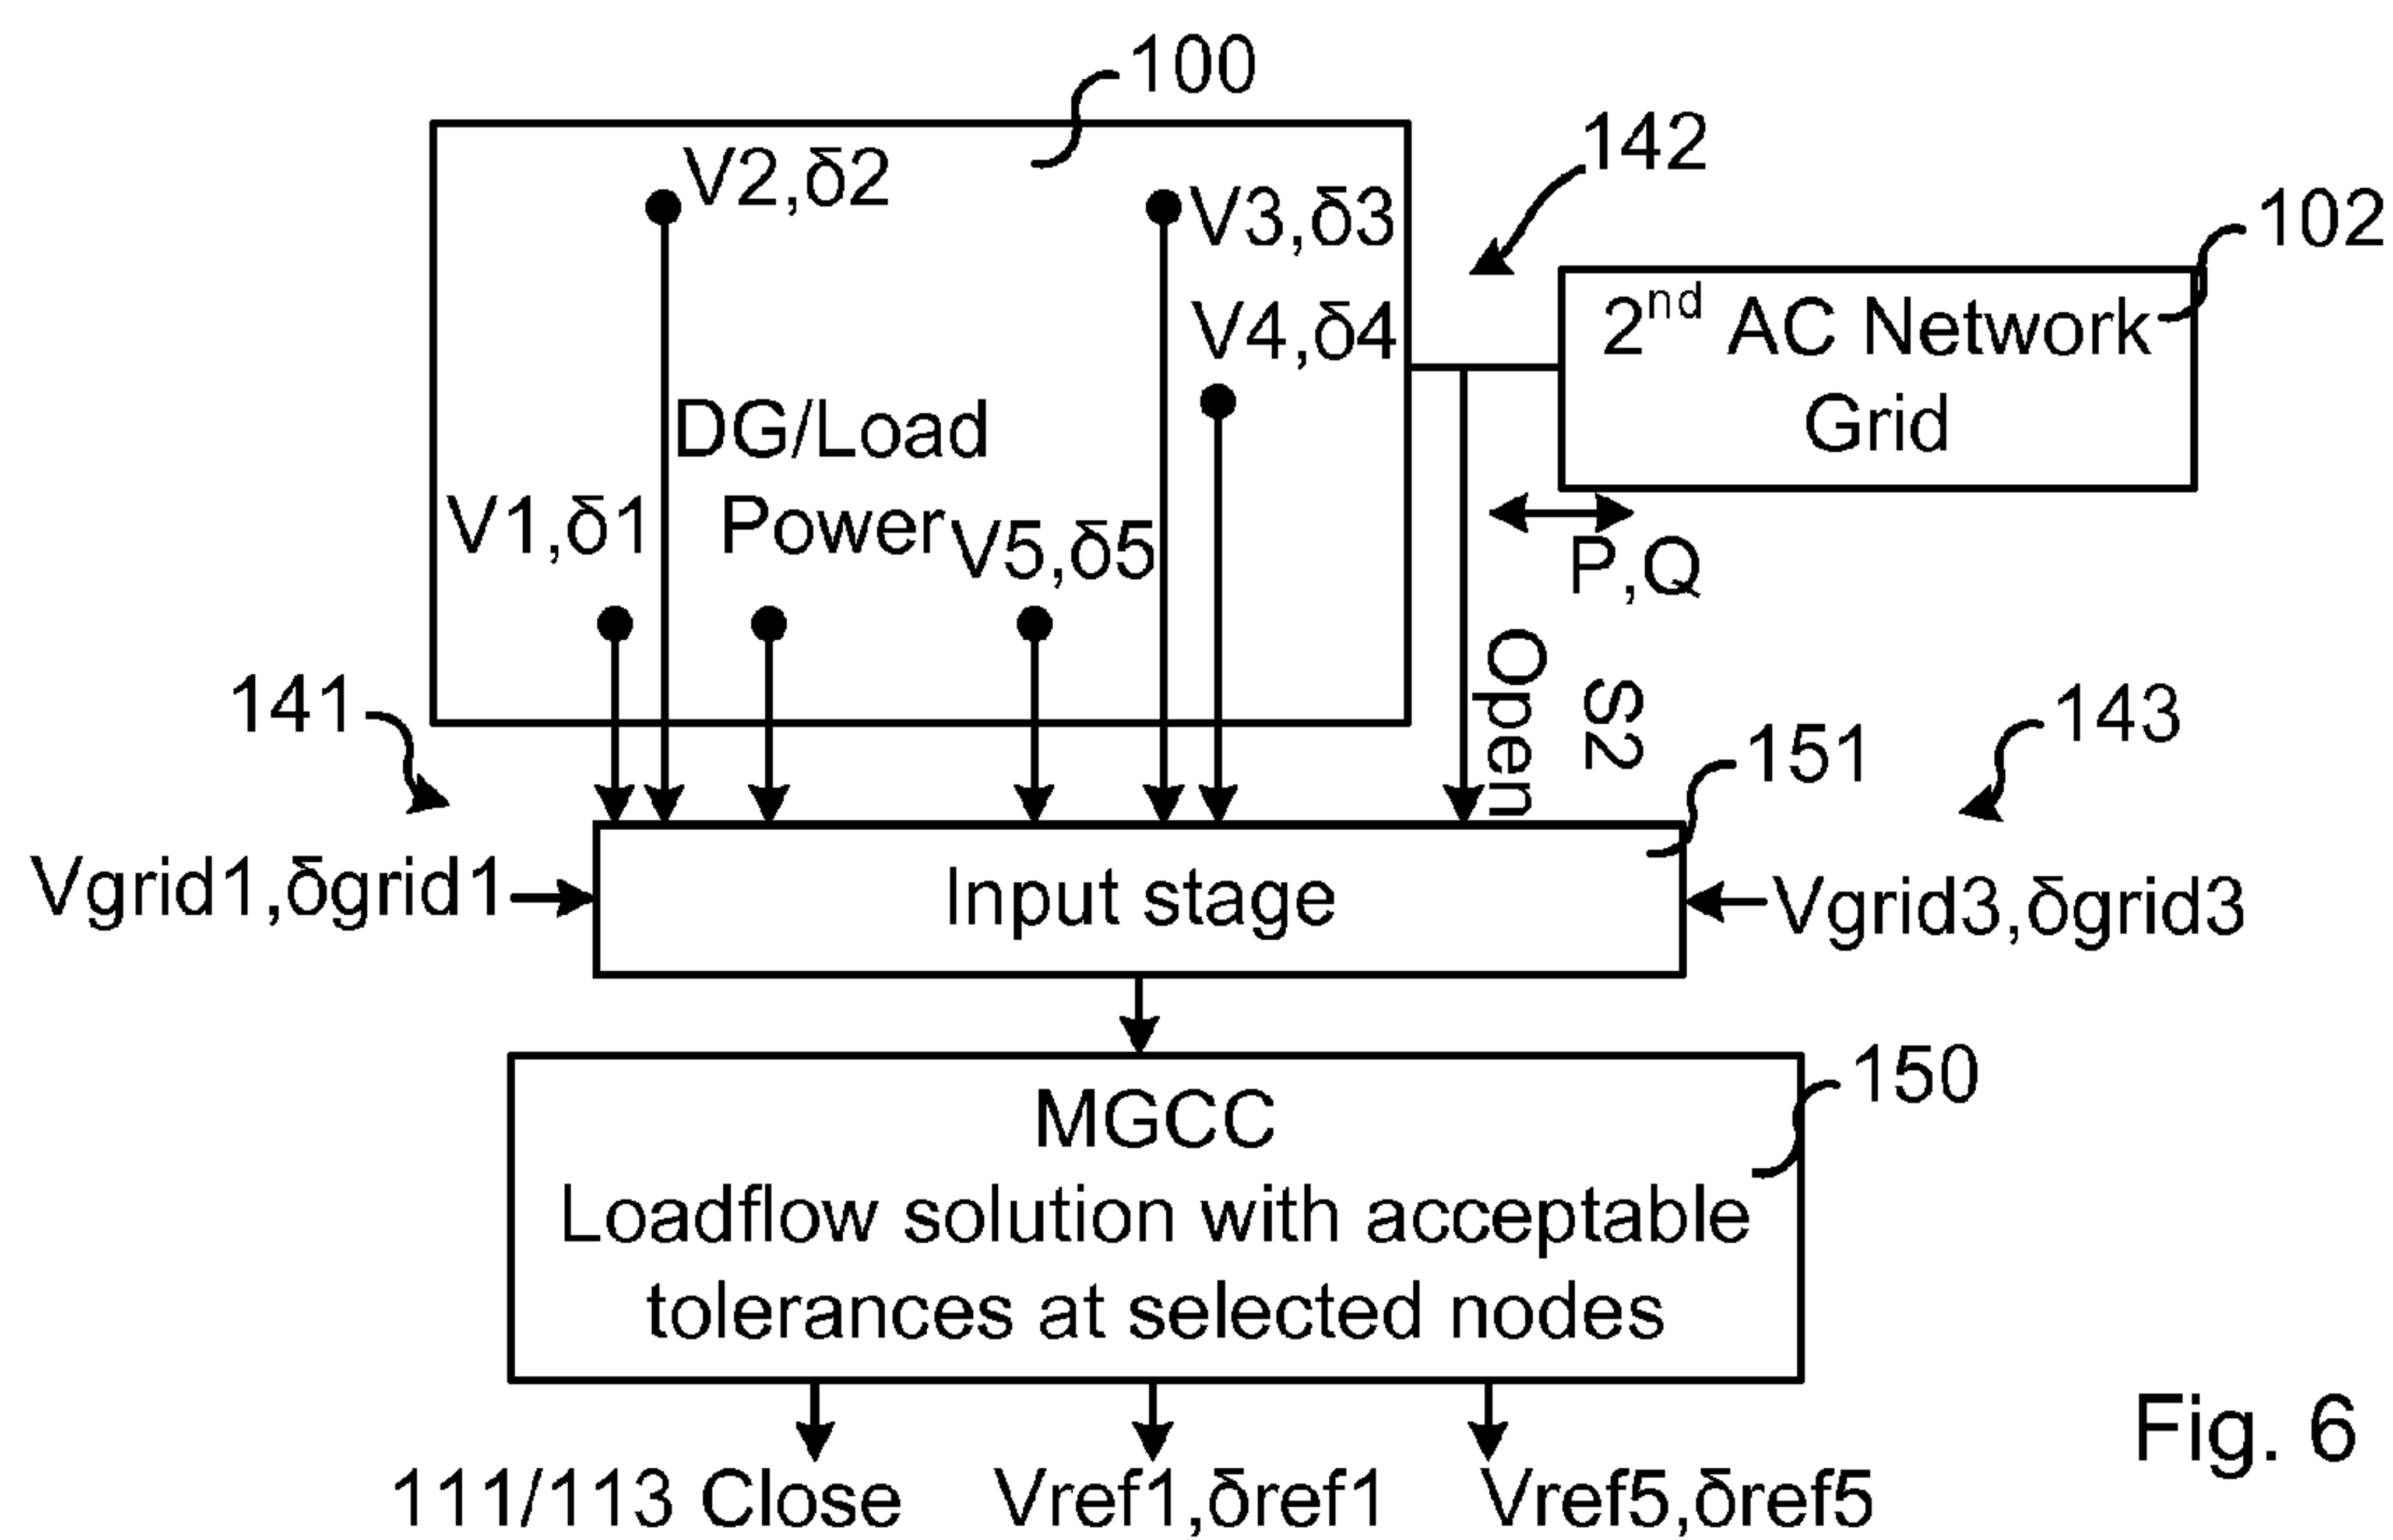 100
V2,δ2
142
V3,δ3
102
2nd AC Network
Grid
V4,δ4
DG/Load
Power
V1,δ1
V5,δ5
P,Q
Open
S2
141
143
151
Vgrid1,δgrid1
Input stage
Vgrid3,δgrid3
150
MGCC
Loadflow solution with acceptable
tolerances at selected nodes
111/113 Close
Vref1,δref1
Vref5,δref5
Fig. 6